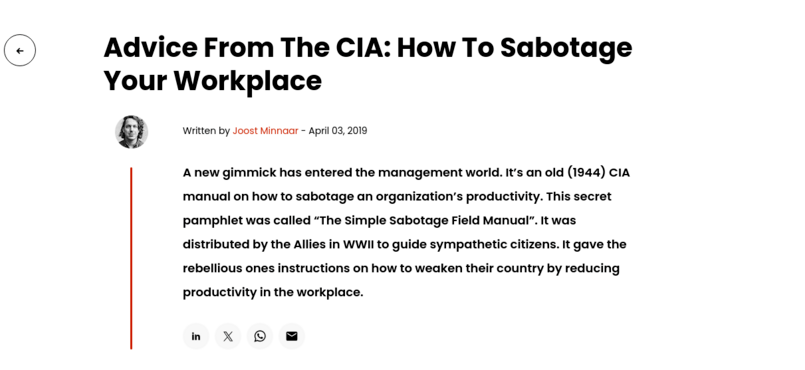 Advice From The CIA: How To Sabotage
Your Workplace
Written by Joost Minnaar - April 03, 2019
A new gimmick has entered the management world. It’s an old (1944) CIA
manual on how to sabotage an organization’s productivity. This secret
pamphlet was called “The Simple Sabotage Field Manual”. It was
distributed by the Allies in WWII to guide sympathetic citizens. It gave the
rebellious ones instructions on how to weaken their country by reducing
productivity in the workplace.